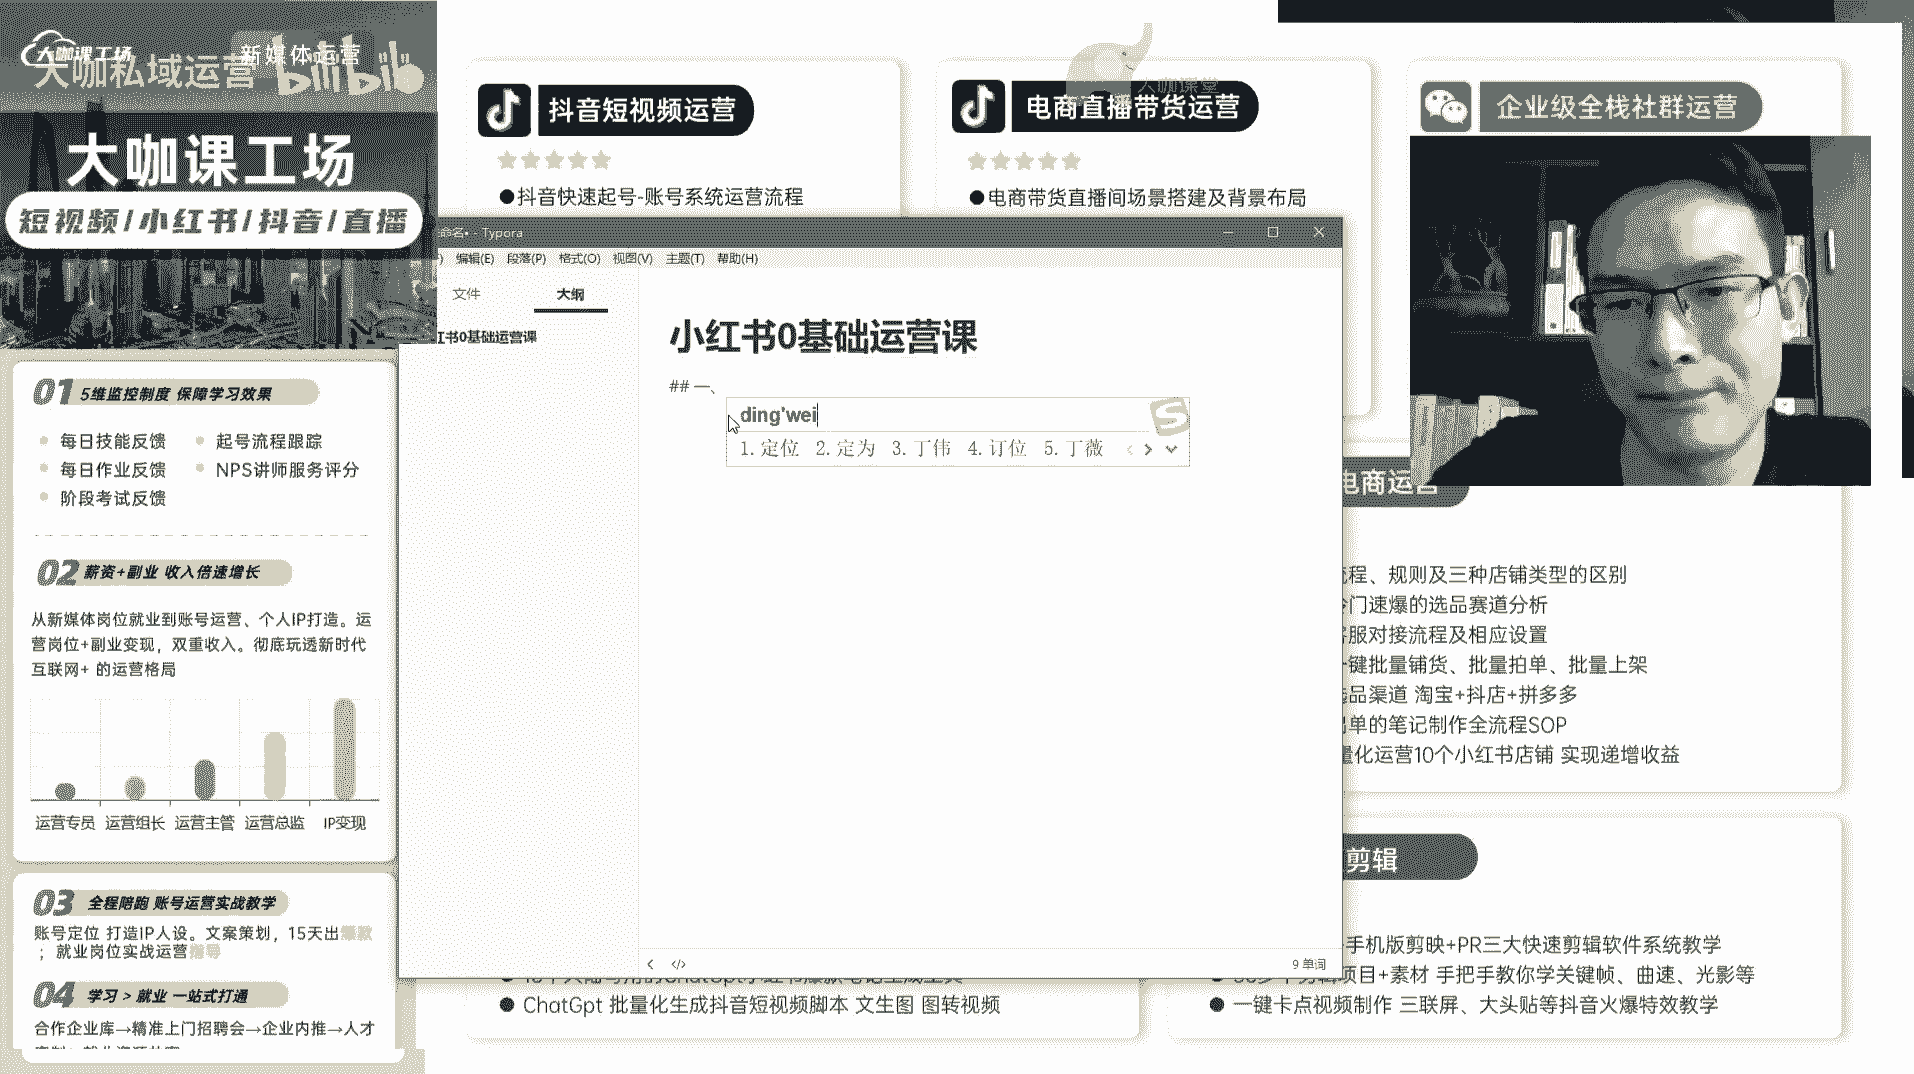 大咖课工场
新媒体运营
大咖私域运营 bilibili
大咖课工场
短视频/小红书/抖音/直播
01 5维监控制度 保障学习效果
每日技能反馈
起号流程跟踪
每日作业反馈
NPS讲师服务评分
阶段考试反馈
02 薪资+副业 收入倍速增长
从新媒体岗位就业到账号运营、个人IP打造。运
营岗位+副业变现，双重收入。彻底玩透新时代
互联网+ 的运营格局
运营专员 运营组长 运营主管 运营总监 IP变现
03 全程陪跑 账号运营实战教学
账号定位 打造IP人设。文案策划，15天出爆款
；就业岗位实战运营指导
04 学习 > 就业 一站式打通
合作企业库→精准上门招聘会→企业内推→人才
抖音短视频运营
●抖音快速起号-账号系统运营流程
大咖课堂
电商直播带货运营
●电商带货直播间场景搭建及背景布局
企业级全栈社群运营
命名• - Typora
编辑(E) 段落(P) 格式(O) 视图(V) 主题(T) 帮助(H)
文件 大纲
红书0基础运营课
小红书0基础运营课
## 一、
ding'wei
1.定位 2.定为 3.丁伟 4.订位 5.丁薇
9 单词
电商运营
流程、规则及三种店铺类型的区别
冷门速爆的选品赛道分析
客服对接流程及相应设置
一键批量铺货、批量拍单、批量上架
选品渠道 淘宝+抖店+拼多多
出单的笔记制作全流程SOP
量化运营10个小红书店铺 实现递增收益
剪辑
手机版剪映+PR三大快速剪辑软件系统教学
项目+素材 手把手教你学关键帧、曲速、光影等
● 一键卡点视频制作 三联屏、大头贴等抖音火爆特效教学
● ChatGpt 批量化生成抖音短视频脚本 文生图 图转视频